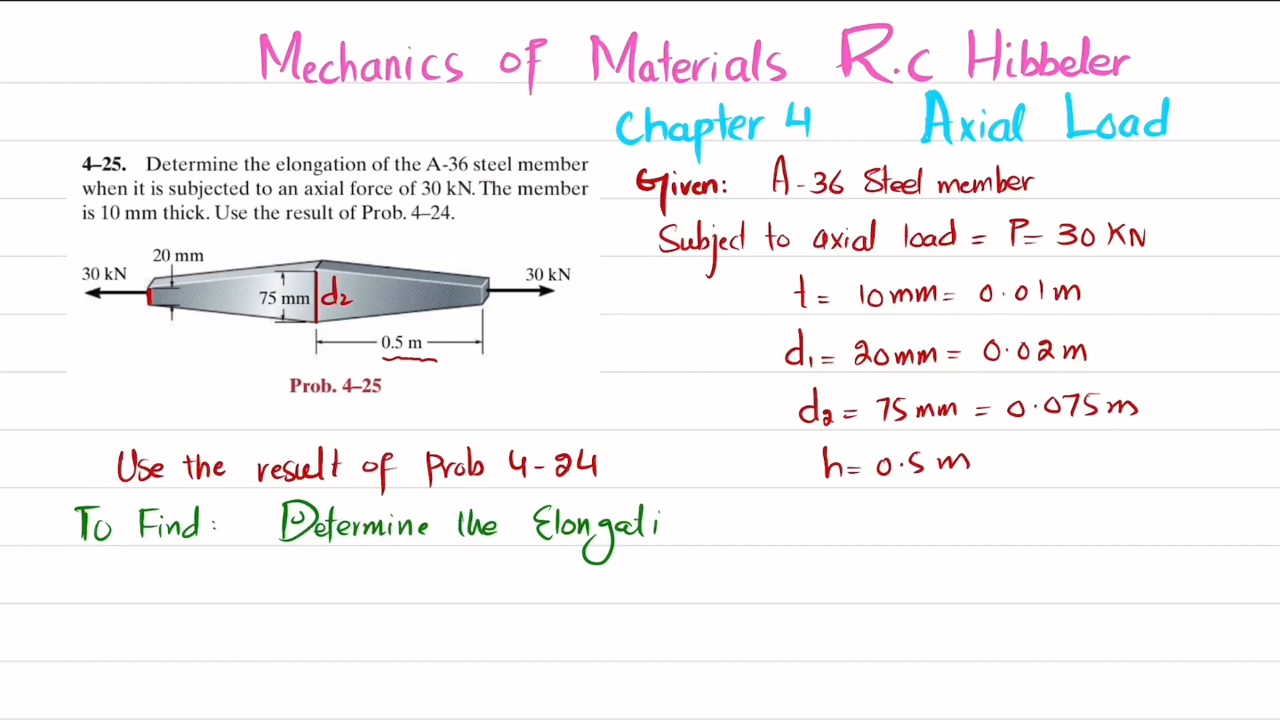 Mechanics of Materials R.C Hibbeler
Chapter 4 Axial Load
4–25. Determine the elongation of the A-36 steel member
when it is subjected to an axial force of 30 kN. The member
is 10 mm thick. Use the result of Prob. 4–24.
20 mm
30 kN
30 kN
75 mm
d2
0.5 m
Prob. 4–25
Given: A-36 Steel member
Subject to axial load = P= 30 KN
t = 10mm = 0.01m
d1 = 20mm = 0.02m
d2 = 75mm = 0.075m
h= 0.5 m
Use the result of Prob 4-24
To Find: Determine the Elongati